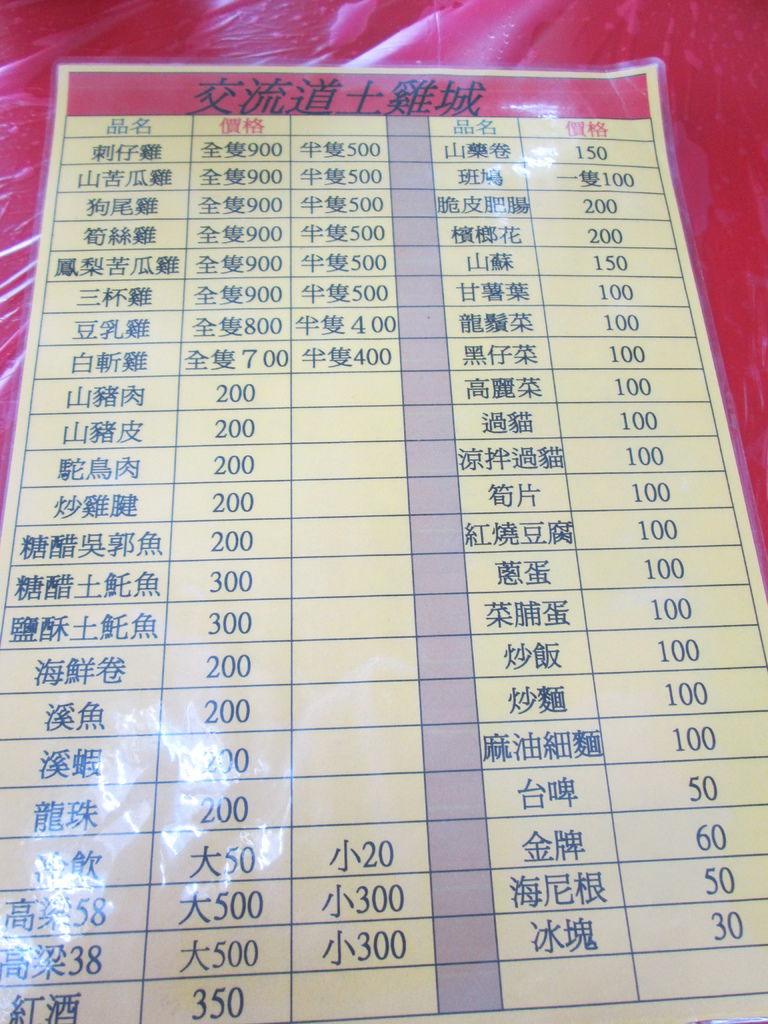 交流道土雞城
品名 價格 品名 價格
刺仔雞 全隻900 半隻500 山藥卷 150
山苦瓜雞 全隻900 半隻500 班鳩 一隻100
狗尾雞 全隻900 半隻500 脆皮肥腸 200
筍絲雞 全隻900 半隻500 檳榔花 200
鳳梨苦瓜雞 全隻900 半隻500 山蘇 150
三杯雞 全隻900 半隻500 甘薯葉 100
豆乳雞 全隻800 半隻４00 龍鬚菜 100
白斬雞 全隻７00 半隻400 黑仔菜 100
山豬肉 200 高麗菜 100
山豬皮 200 過貓 100
駝鳥肉 200 涼拌過貓 100
炒雞腱 200 筍片 100
糖醋吳郭魚 200 紅燒豆腐 100
糖醋土魠魚 300 蔥蛋 100
鹽酥土魠魚 300 菜脯蛋 100
海鮮卷 200 炒飯 100
溪魚 200 炒麵 100
溪蝦 200 麻油細麵 100
龍珠 200 台啤 50
冷飲 大50 小20 金牌 60
高梁58 大500 小300 海尼根 50
高梁38 大500 小300 冰塊 30
紅酒 350